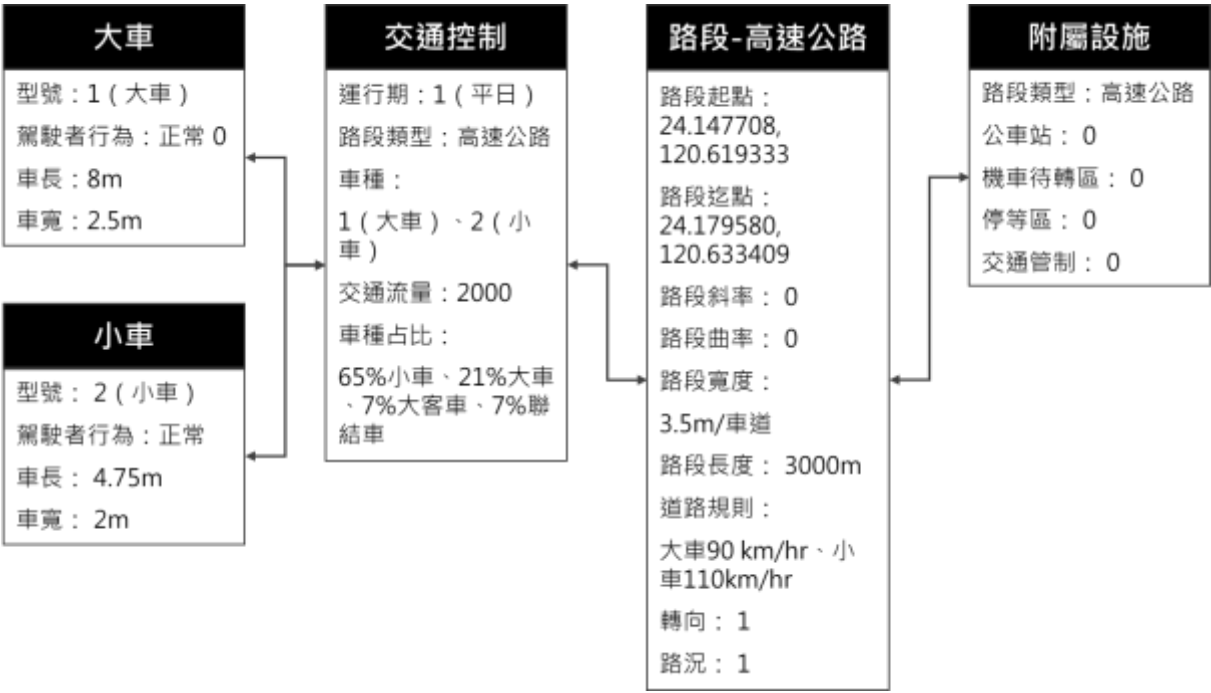 大車
型號：1（大車）
駕駛者行為：正常 0
車長：8m
車寬：2.5m
小車
型號： 2（小車）
駕駛者行為：正常
車長： 4.75m
車寬： 2m
交通控制
運行期：1（平日）
路段類型：高速公路
車種：
1（大車）、2（小
車）
交通流量：2000
車種占比：
65%小車、21%大車
、7%大客車、7%聯
結車
路段-高速公路
路段起點：
24.147708,
120.619333
路段迄點：
24.179580,
120.633409
路段斜率： 0
路段曲率： 0
路段寬度：
3.5m/車道
路段長度： 3000m
道路規則：
大車90 km/hr、小
車110km/hr
轉向： 1
路況： 1
附屬設施
路段類型：高速公路
公車站： 0
機車待轉區： 0
停等區： 0
交通管制： 0